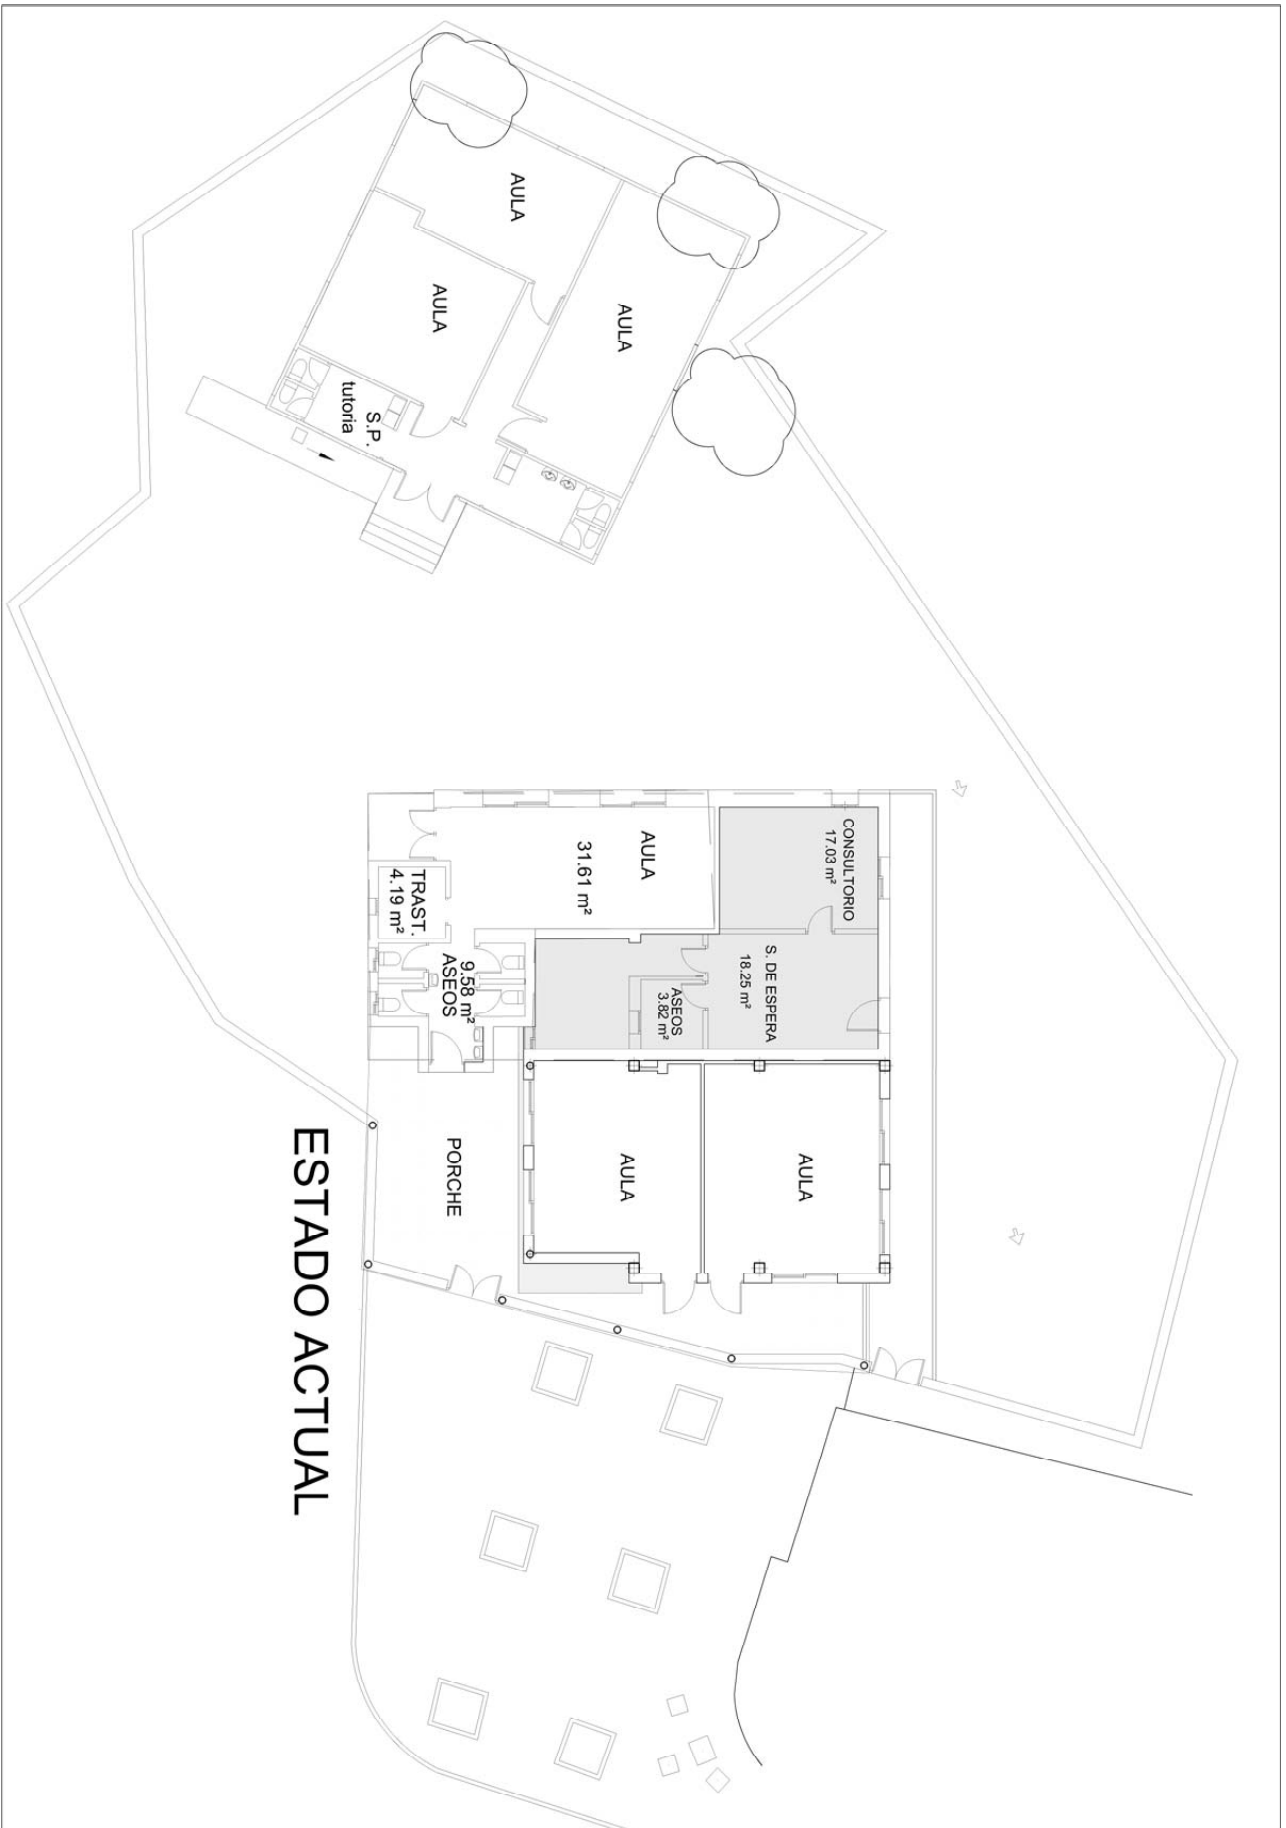 AULA
AULA
AULA
S.P.
tutoria
CONSULTORIO
17.03 m²
S. DE ESPERA
18.25 m²
ASEOS
3.82 m²
AULA
31.61 m²
9.58 m²
ASEOS
TRAST.
4.19 m²
AULA
AULA
PORCHE
ESTADO ACTUAL